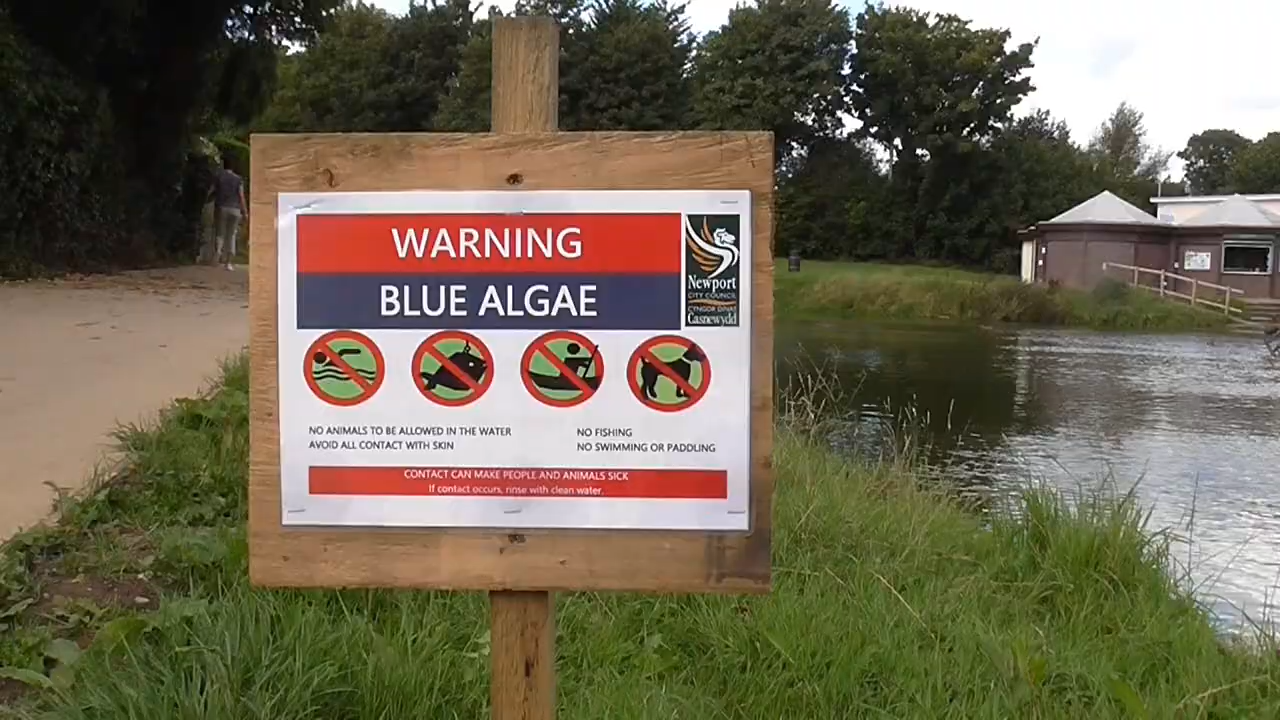 WARNING
BLUE ALGAE
Newport
CITY COUNCIL
CYNGOR DINAS
Casnewydd
NO ANIMALS TO BE ALLOWED IN THE WATER
AVOID ALL CONTACT WITH SKIN
NO FISHING
NO SWIMMING OR PADDLING
CONTACT CAN MAKE PEOPLE AND ANIMALS SICK
If contact occurs, rinse with clean water.